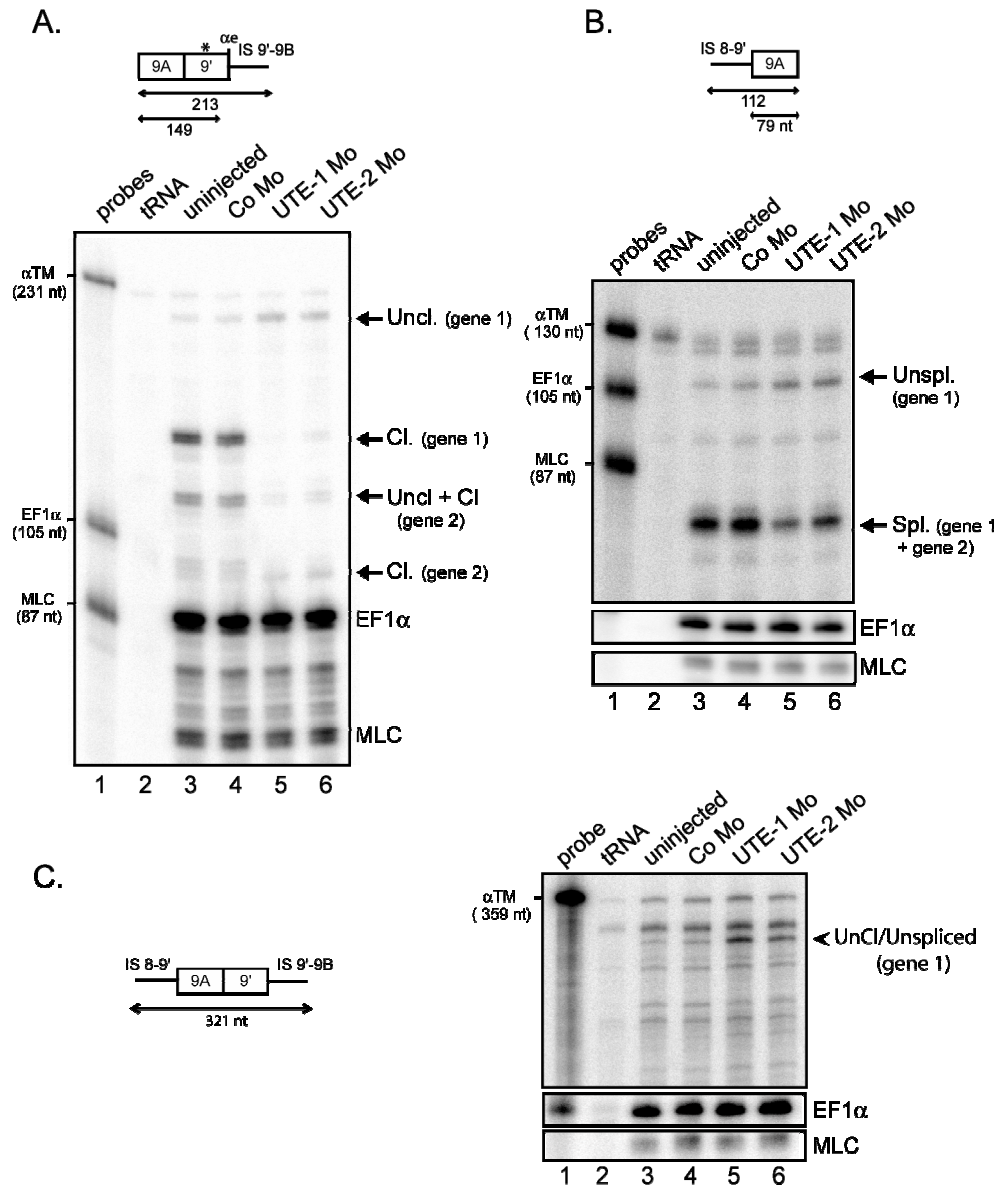 A.
* αe
9A 9' IS 9'-9B
213
149
probes
tRNA
uninjected
Co Mo
UTE-1 Mo
UTE-2 Mo
αTM
(231 nt)
EF1α
(105 nt)
MLC
(87 nt)
Uncl. (gene 1)
Cl. (gene 1)
Uncl + Cl
(gene 2)
Cl. (gene 2)
EF1α
MLC
1 2 3 4 5 6
B.
IS 8-9'
9A
112
79 nt
probes
tRNA
uninjected
Co Mo
UTE-1 Mo
UTE-2 Mo
αTM
( 130 nt)
EF1α
(105 nt)
MLC
(87 nt)
Unspl.
(gene 1)
Spl. (gene 1
+ gene 2)
EF1α
MLC
1 2 3 4 5 6
C.
IS 8-9' 9A 9' IS 9'-9B
321 nt
probe
tRNA
uninjected
Co Mo
UTE-1 Mo
UTE-2 Mo
αTM
( 359 nt)
UnCl/Unspliced
(gene 1)
EF1α
MLC
1 2 3 4 5 6